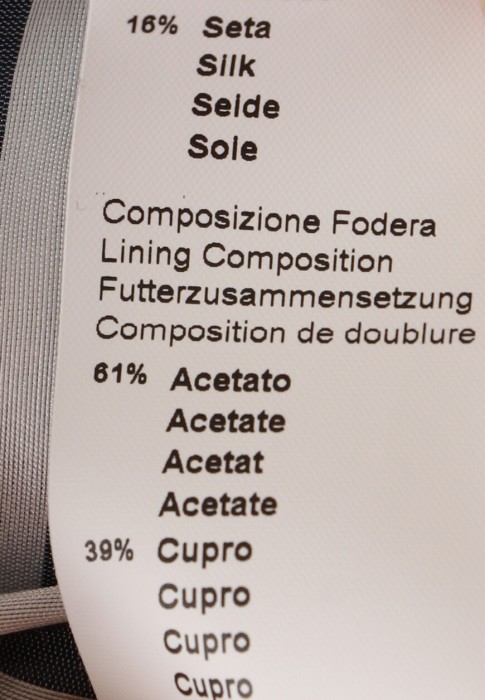 16% Seta
Silk
Seide
Soie
Composizione Fodera
Lining Composition
Futterzusammensetzung
Composition de doublure
61% Acetato
Acetate
Acetat
Acetate
39% Cupro
Cupro
Cupro
Cupro